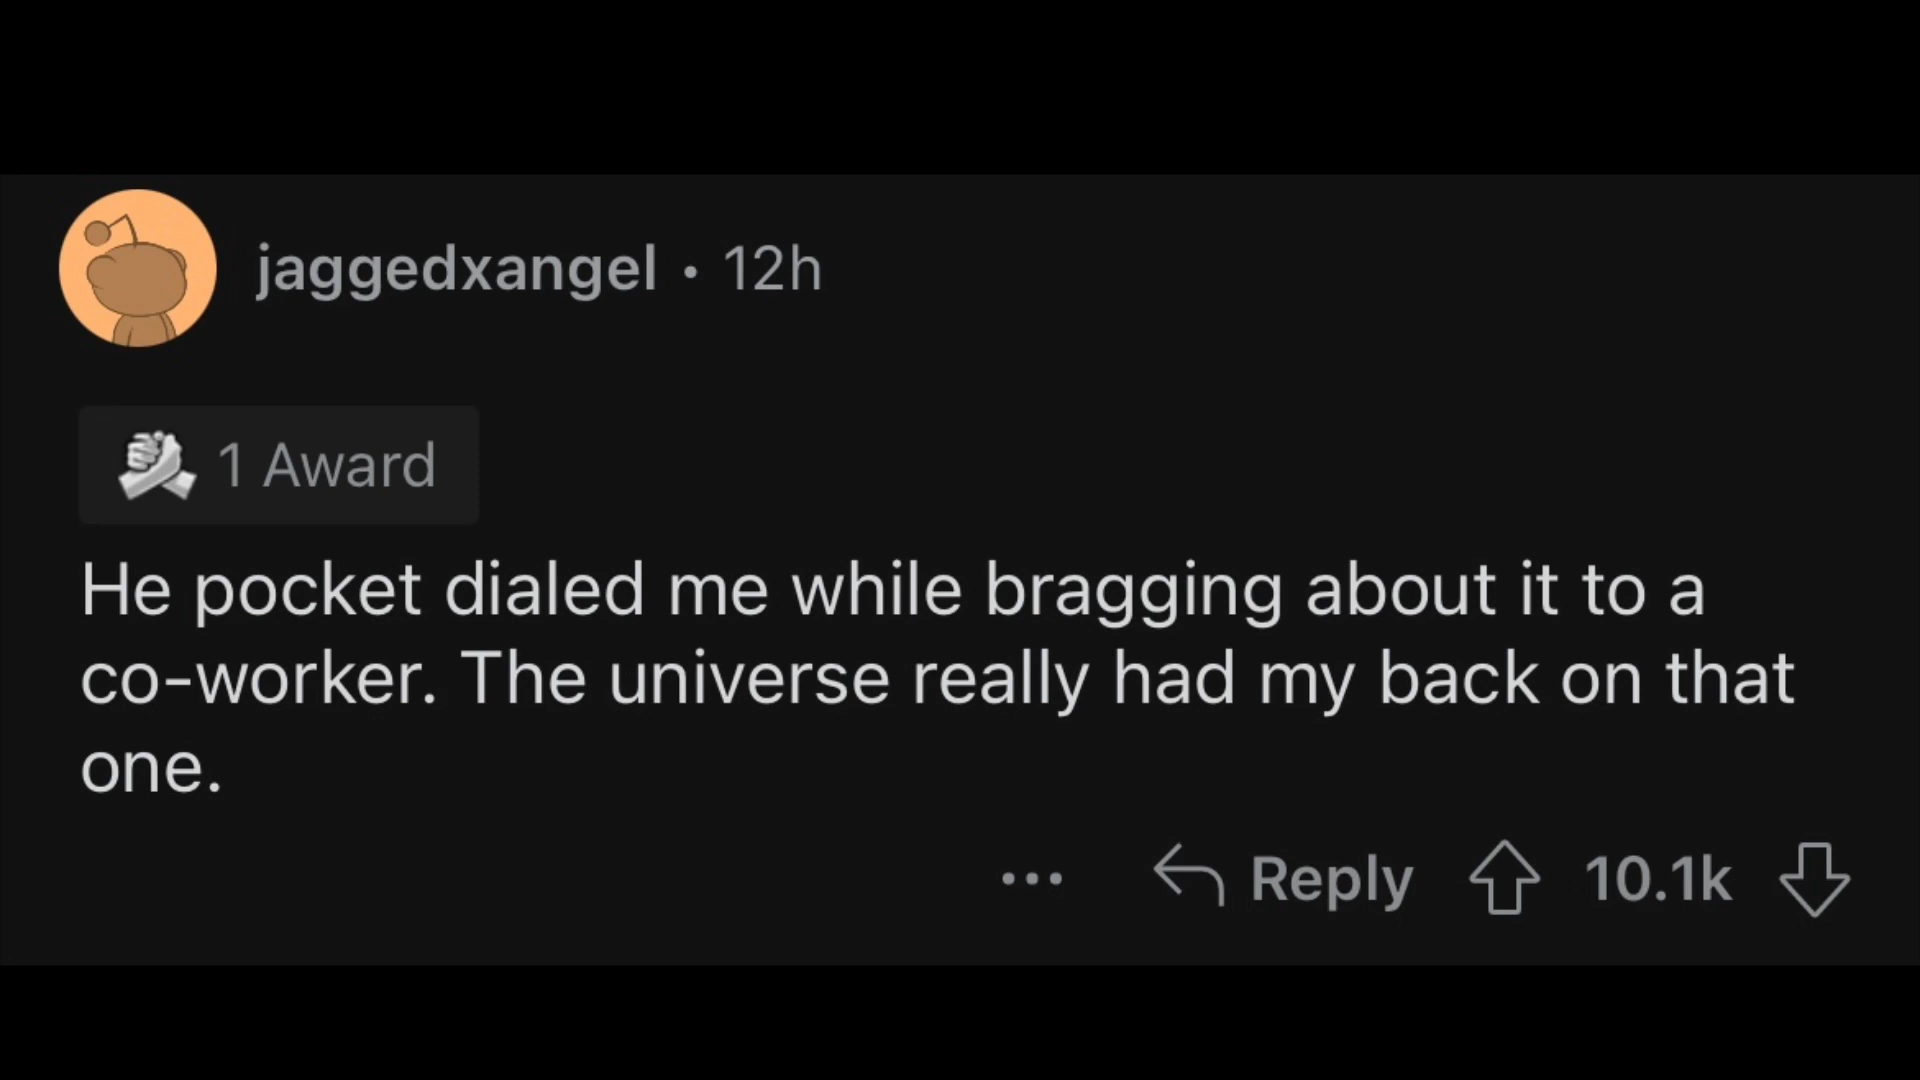 jaggedxangel • 12h
1 Award
He pocket dialed me while bragging about it to a
co-worker. The universe really had my back on that
one.
... Reply 10.1k